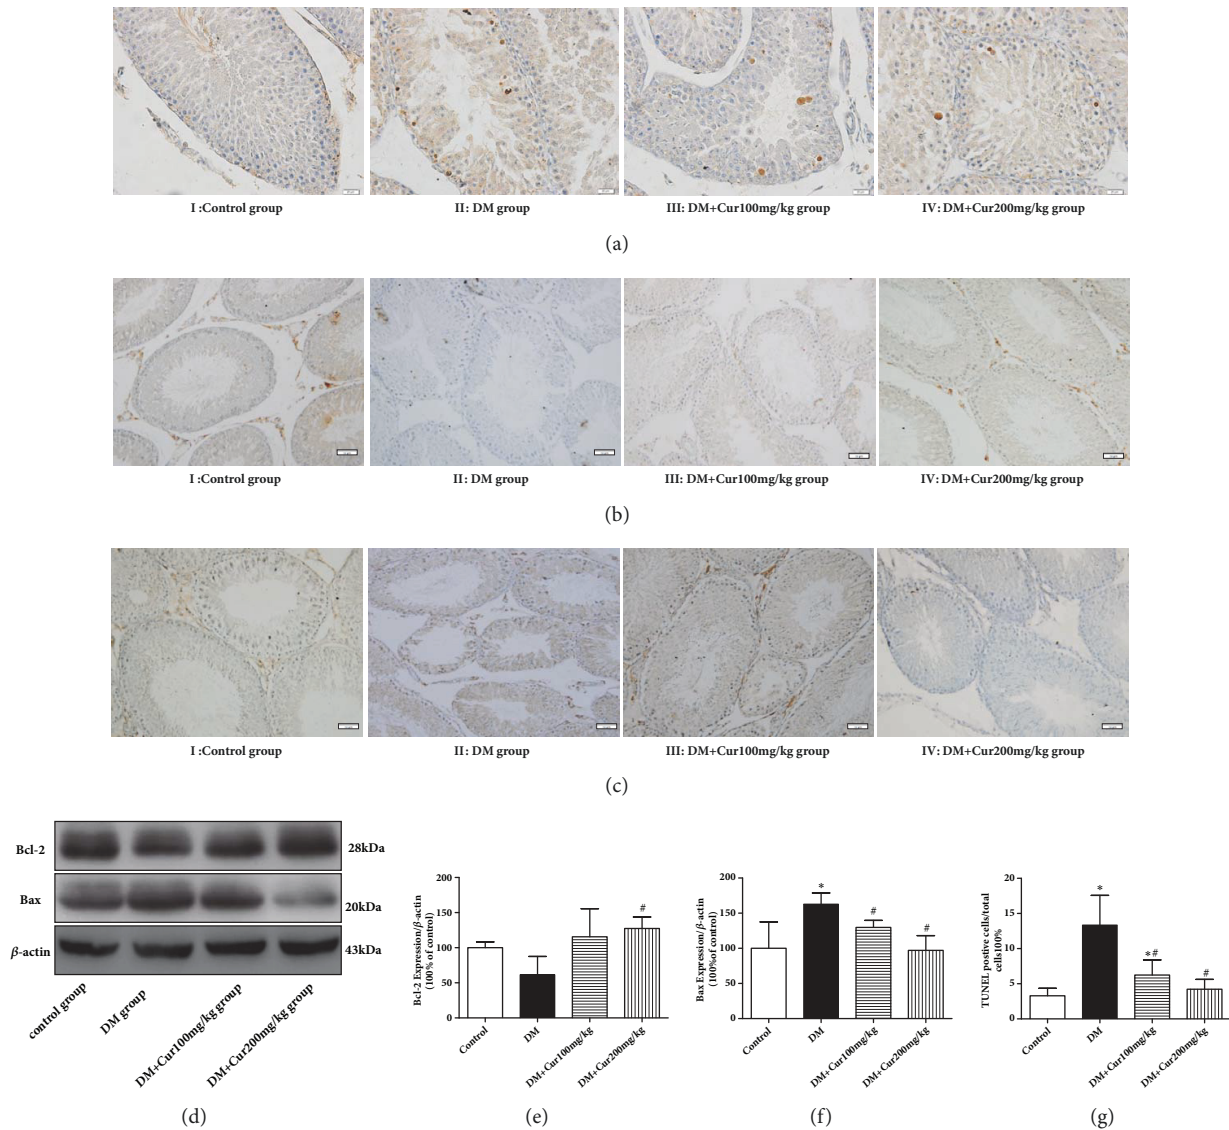 I :Control group
II: DM group
III: DM+Cur100mg/kg group
IV: DM+Cur200mg/kg group
(a)
I :Control group
II: DM group
III: DM+Cur100mg/kg group
IV: DM+Cur200mg/kg group
(b)
I :Control group
II: DM group
III: DM+Cur100mg/kg group
IV: DM+Cur200mg/kg group
(c)
Bcl-2
28kDa
Bax
20kDa
β-actin
43kDa
control group
DM group
DM+Cur100mg/kg group
DM+Cur200mg/kg group
(d)
Bcl-2 Expression/β-actin
(100% of control)
200
150
100
50
0
#
Control
DM
DM+Cur100mg/kg
DM+Cur200mg/kg
(e)
Bax Expression/β-actin
(100%of control)
200
150
100
50
0
*
#
#
Control
DM
DM+Cur100mg/kg
DM+Cur200mg/kg
(f)
TUNEL postive cells/total
cells100%
20
15
10
5
0
*
*#
#
Control
DM
DM+Cur100mg/kg
DM+Cur200mg/kg
(g)